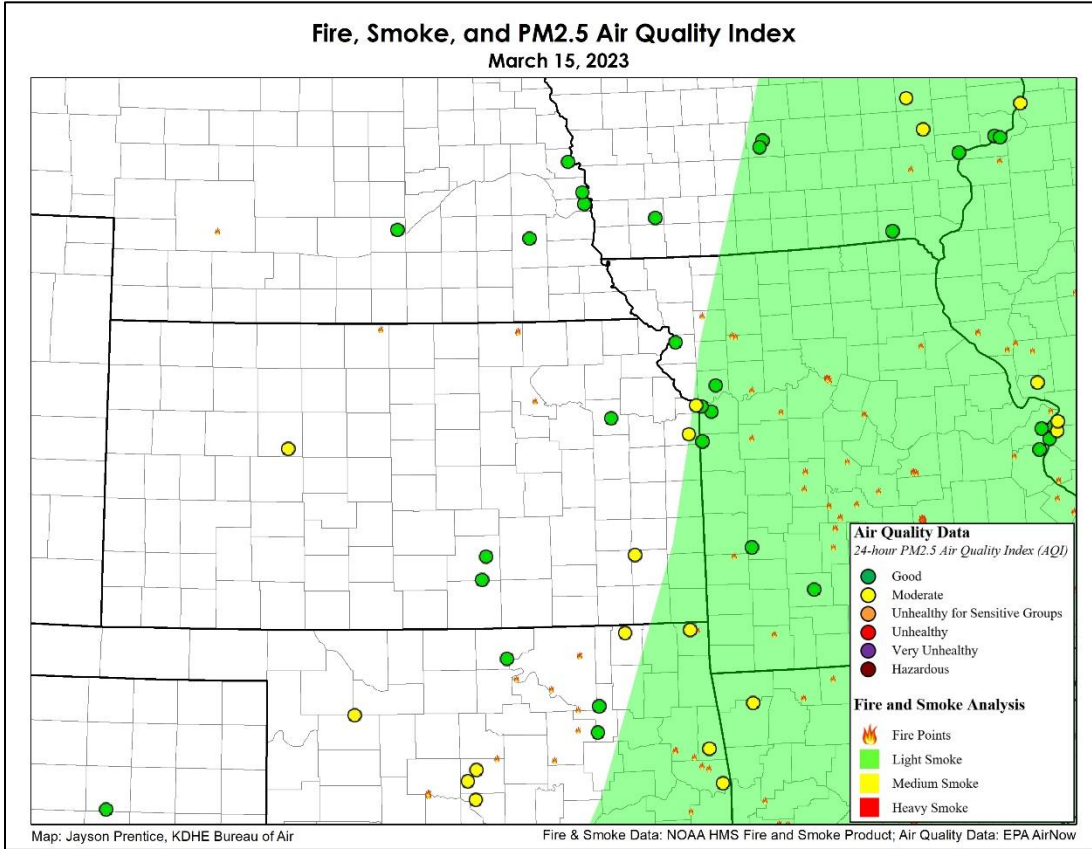 Fire, Smoke, and PM2.5 Air Quality Index
March 15, 2023
Air Quality Data
24-hour PM2.5 Air Quality Index (AQI)
Good
Moderate
Unhealthy for Sensitive Groups
Unhealthy
Very Unhealthy
Hazardous
Fire and Smoke Analysis
Fire Points
Light Smoke
Medium Smoke
Heavy Smoke
Map: Jayson Prentice, KDHE Bureau of Air
Fire & Smoke Data: NOAA HMS Fire and Smoke Product; Air Quality Data: EPA AirNow